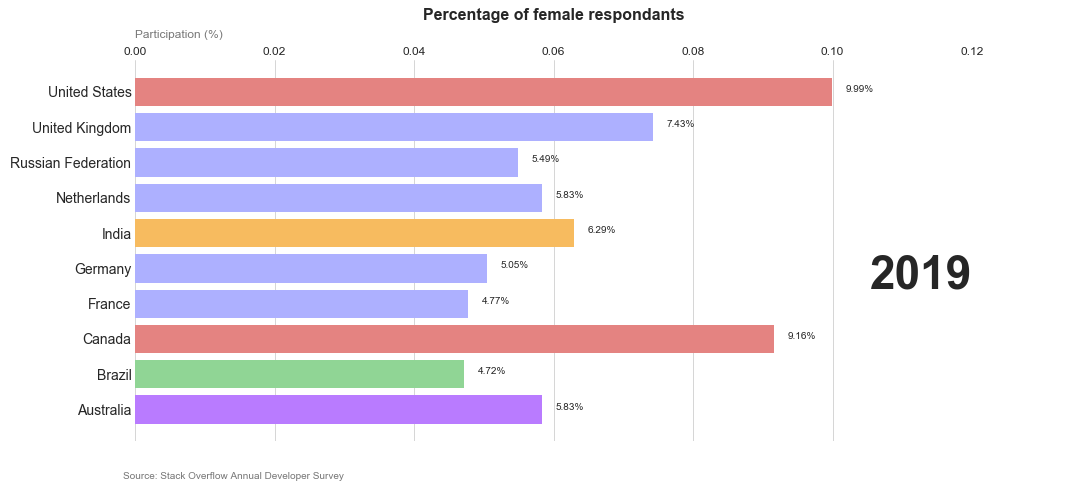 Percentage of female respondants
Participation (%)
0.00 0.02 0.04 0.06 0.08 0.10 0.12
United States 9.99%
United Kingdom 7.43%
Russian Federation 5.49%
Netherlands 5.83%
India 6.29%
Germany 5.05%
2019
France 4.77%
Canada 9.16%
Brazil 4.72%
Australia 5.83%
Source: Stack Overflow Annual Developer Survey